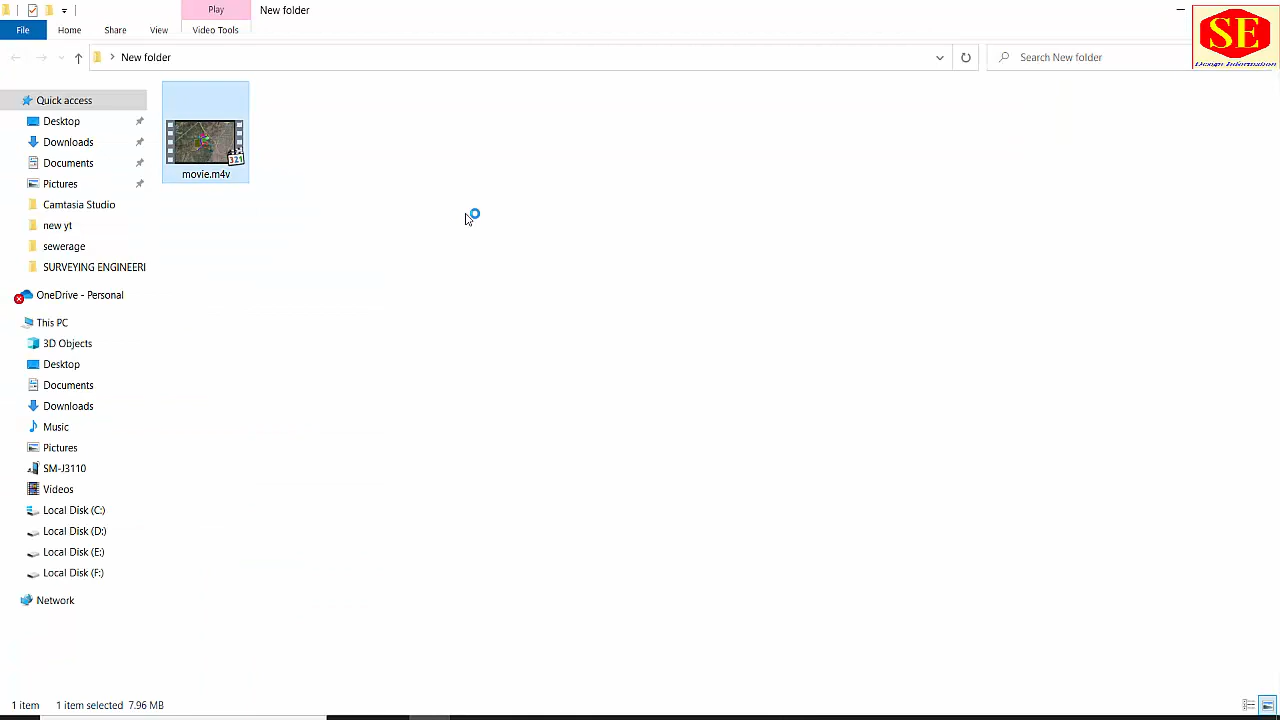 Play
New folder
File
Home
Share
View
Video Tools
New folder
Search New folder
SE
Design Information
Quick access
Desktop
Downloads
Documents
Pictures
Camtasia Studio
new yt
sewerage
SURVEYING ENGINEERI
OneDrive - Personal
This PC
3D Objects
Desktop
Documents
Downloads
Music
Pictures
SM-J3110
Videos
Local Disk (C:)
Local Disk (D:)
Local Disk (E:)
Local Disk (F:)
Network
321
movie.m4v
1 item
1 item selected 7.96 MB